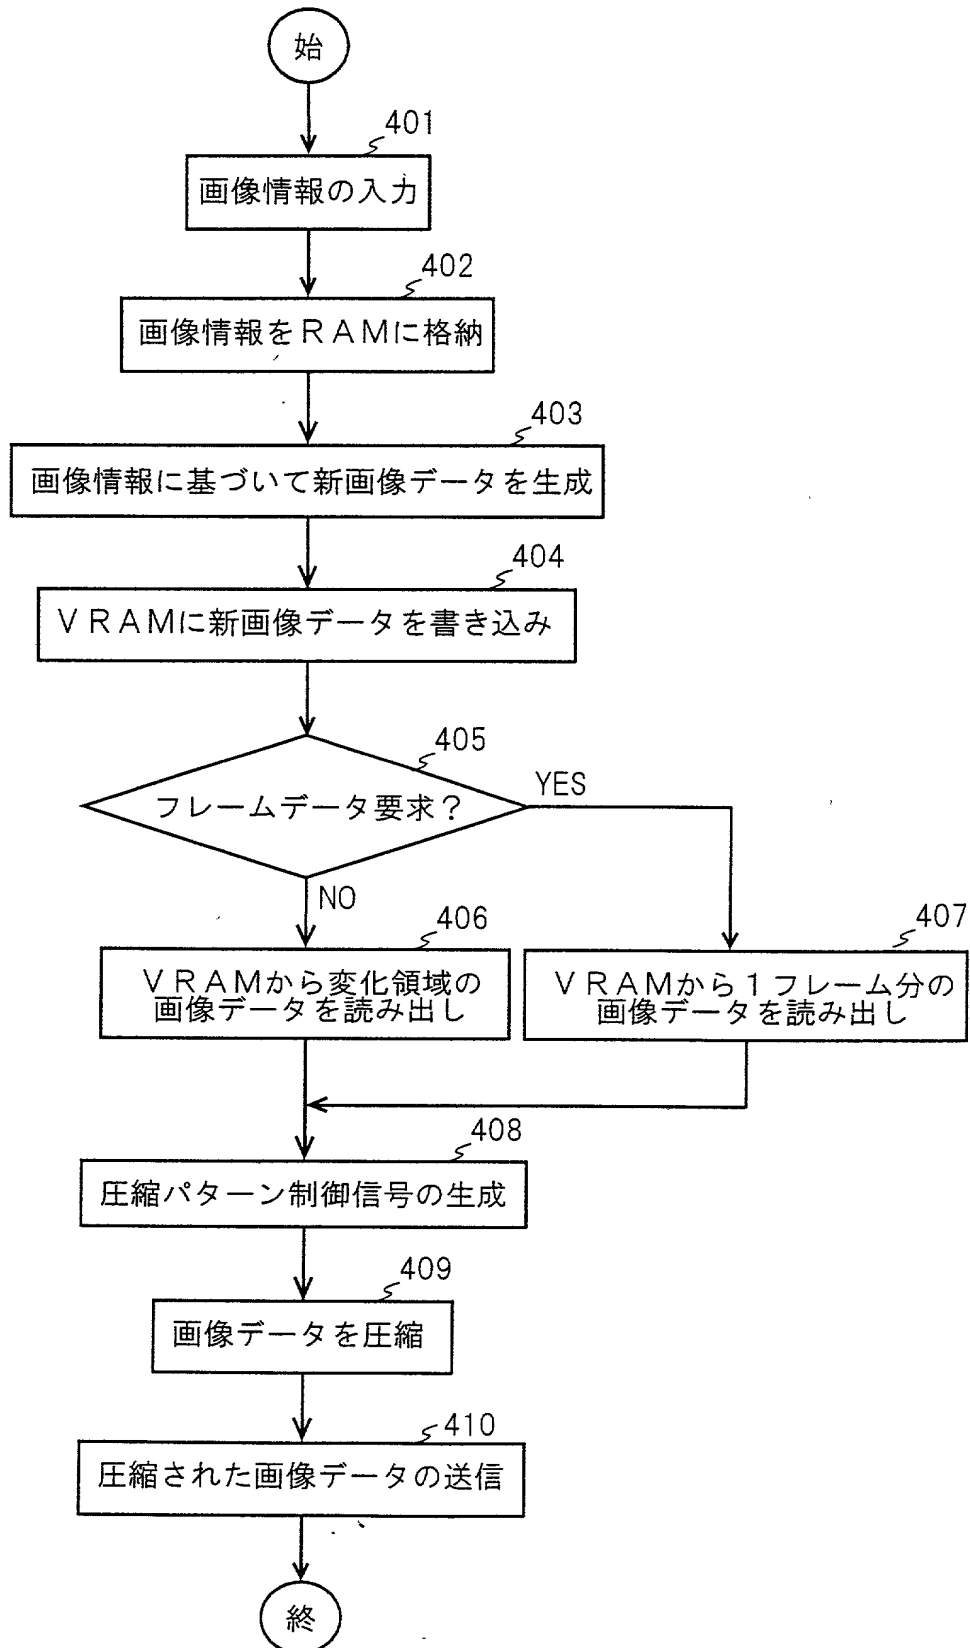 始
401
画像情報の入力
402
画像情報をＲＡＭに格納
403
画像情報に基づいて新画像データを生成
404
ＶＲＡＭに新画像データを書き込み
405
フレームデータ要求？
YES
NO
406
ＶＲＡＭから変化領域の
画像データを読み出し
407
ＶＲＡＭから１フレーム分の
画像データを読み出し
408
圧縮パターン制御信号の生成
409
画像データを圧縮
410
圧縮された画像データの送信
終